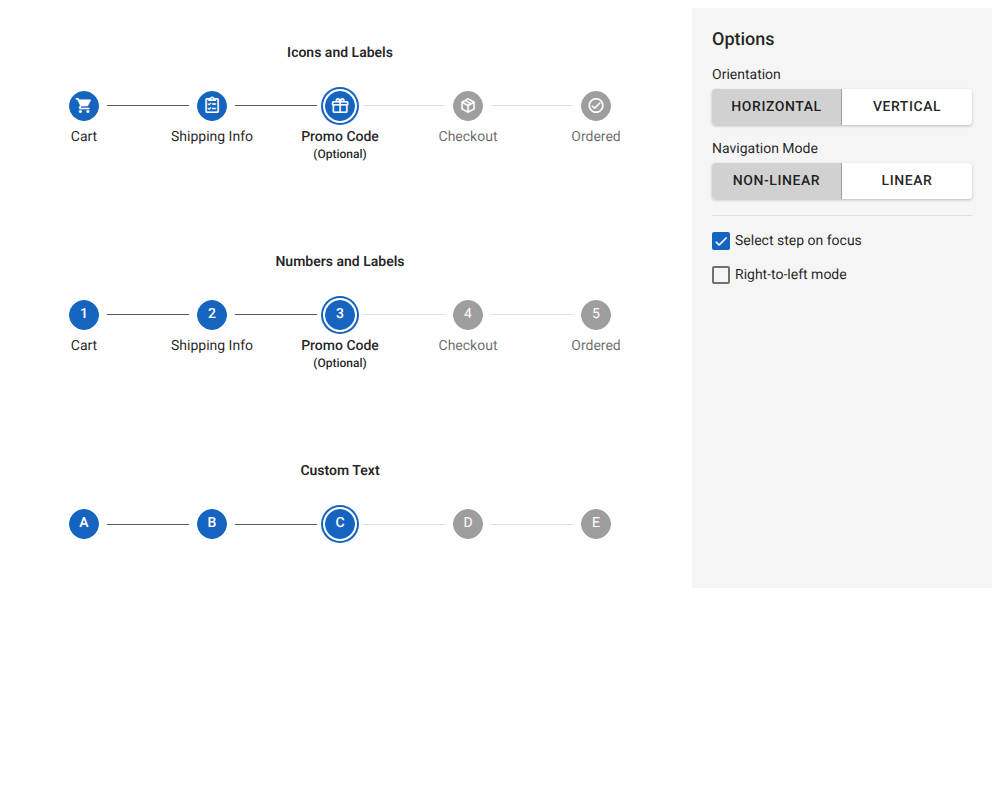 Icons and Labels
Cart
Shipping Info
Promo Code
(Optional)
Checkout
Ordered
Numbers and Labels
1
2
3
4
5
Cart
Shipping Info
Promo Code
(Optional)
Checkout
Ordered
Custom Text
A
B
C
D
E
Options
Orientation
HORIZONTAL
VERTICAL
Navigation Mode
NON-LINEAR
LINEAR
Select step on focus
Right-to-left mode